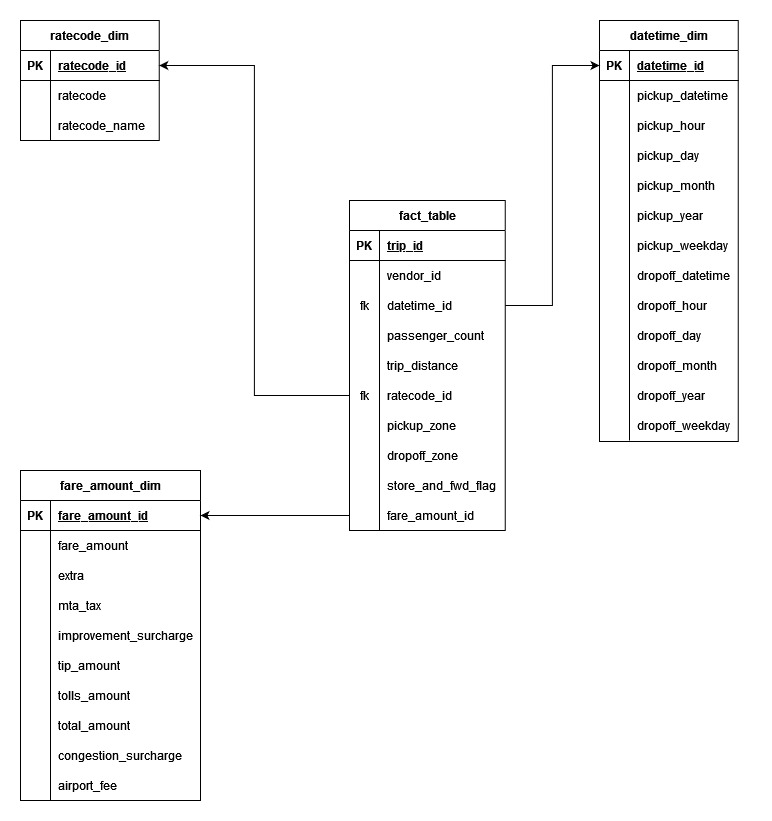 ratecode_dim
PK ratecode_id
ratecode
ratecode_name
datetime_dim
PK datetime_id
pickup_datetime
pickup_hour
pickup_day
pickup_month
pickup_year
pickup_weekday
dropoff_datetime
dropoff_hour
dropoff_day
dropoff_month
dropoff_year
dropoff_weekday
fact_table
PK trip_id
vendor_id
fk datetime_id
passenger_count
trip_distance
fk ratecode_id
pickup_zone
dropoff_zone
store_and_fwd_flag
fare_amount_id
fare_amount_dim
PK fare_amount_id
fare_amount
extra
mta_tax
improvement_surcharge
tip_amount
tolls_amount
total_amount
congestion_surcharge
airport_fee